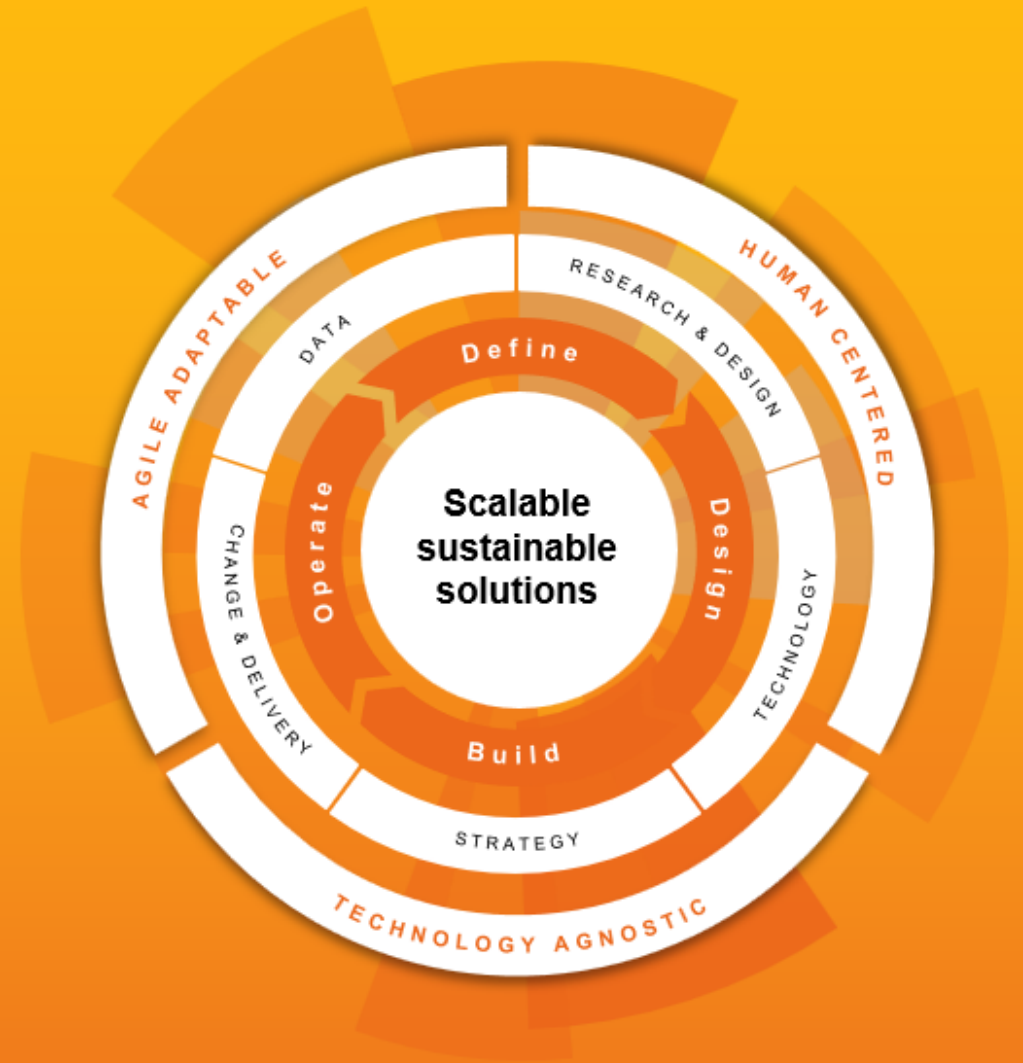 AGILE ADAPTABLE
HUMAN CENTERED
TECHNOLOGY AGNOSTIC
DATA
RESEARCH & DESIGN
TECHNOLOGY
STRATEGY
CHANGE & DELIVERY
Define
Design
Build
Operate
Scalable
sustainable
solutions